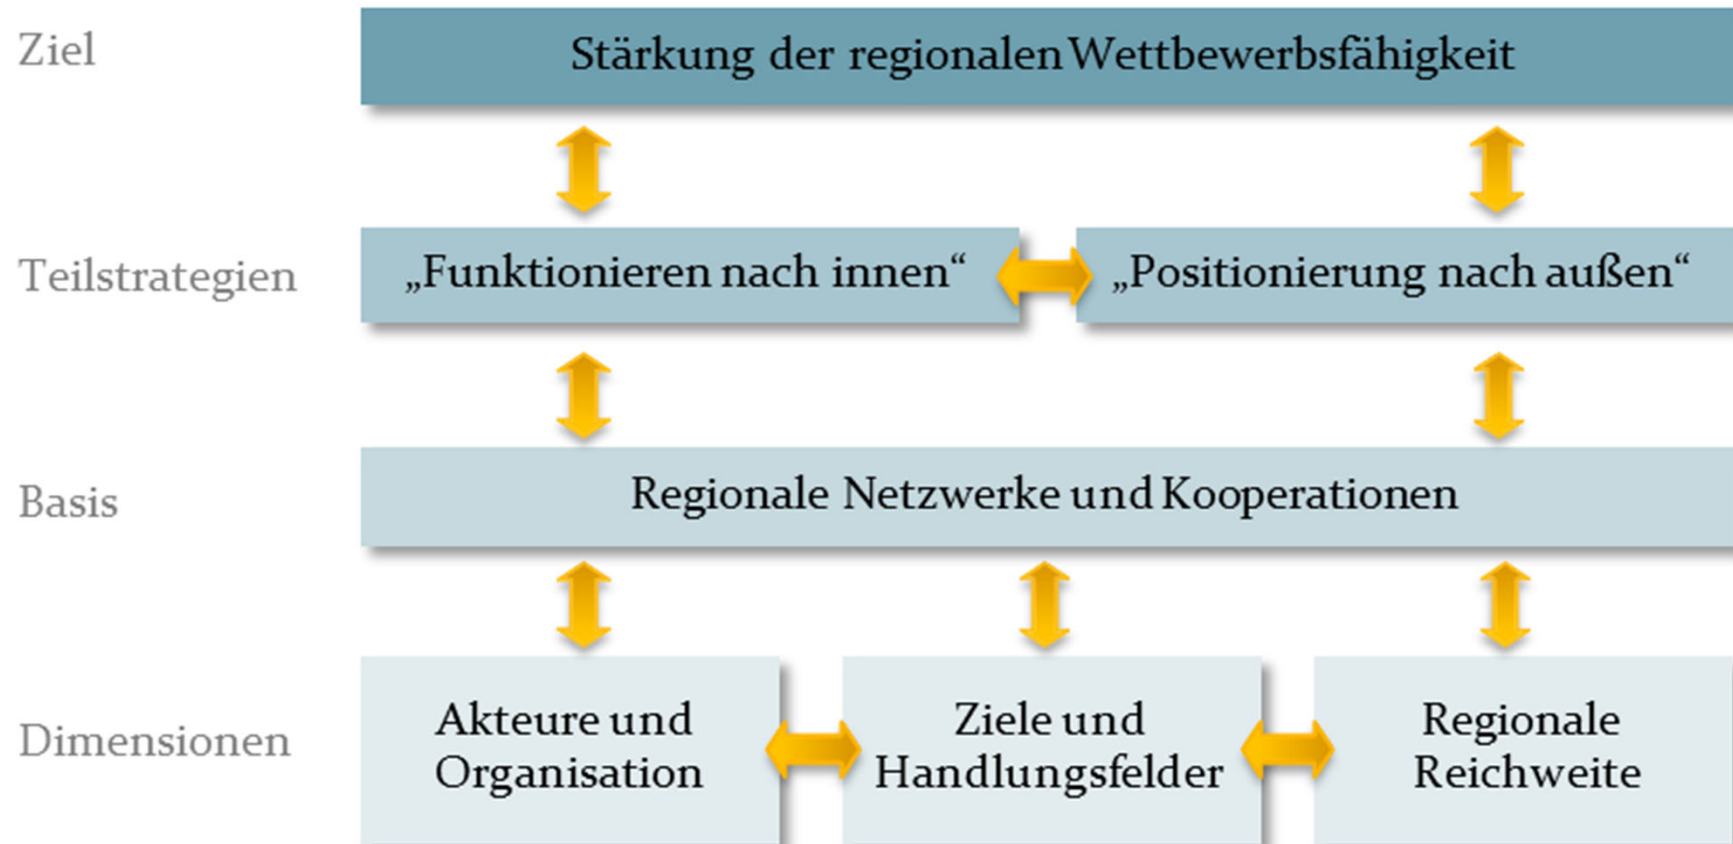 Ziel
Stärkung der regionalen Wettbewerbsfähigkeit
Teilstrategien
„Funktionieren nach innen“
„Positionierung nach außen“
Basis
Regionale Netzwerke und Kooperationen
Dimensionen
Akteure und
Organisation
Ziele und
Handlungsfelder
Regionale
Reichweite